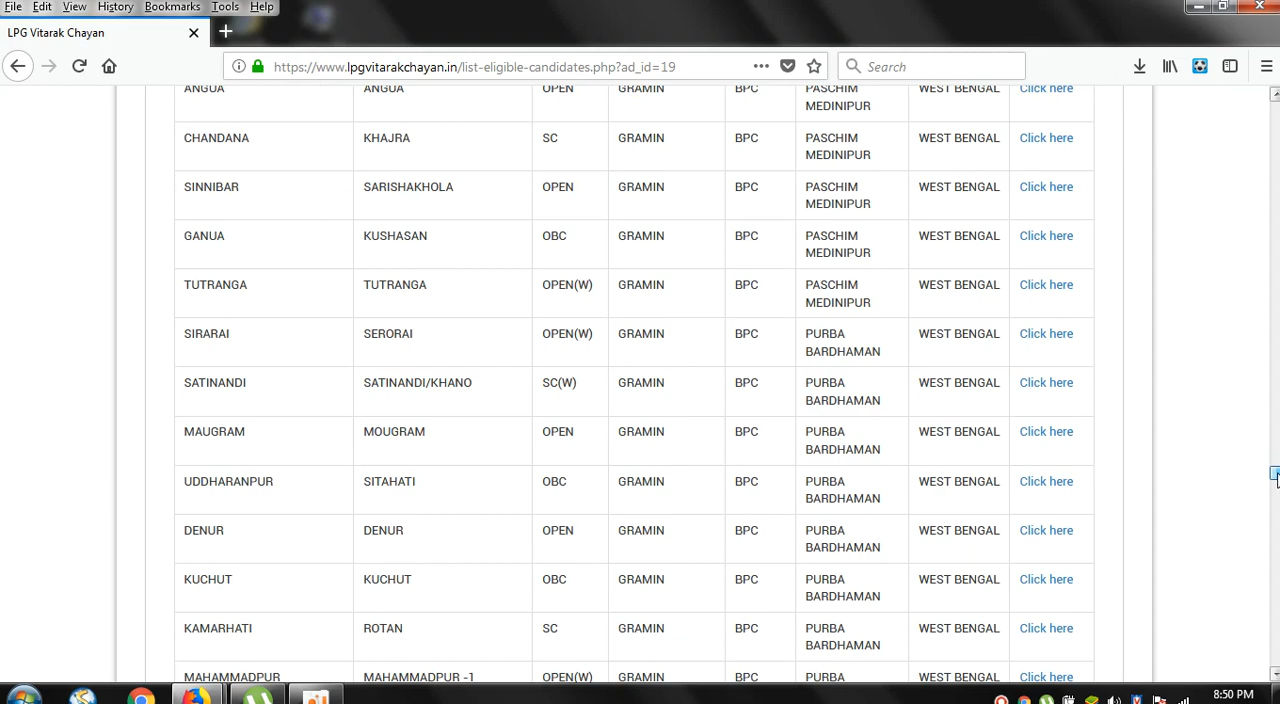 File Edit View History Bookmarks Tools Help
LPG Vitarak Chayan
https://www.lpgvitarakchayan.in/list-eligible-candidates.php?ad_id=19 Search
ANGUA ANGUA OPEN GRAMIN BPC PASCHIM WEST BENGAL Click here
MEDINIPUR
CHANDANA KHAJRA SC GRAMIN BPC PASCHIM WEST BENGAL Click here
MEDINIPUR
SINNIBAR SARISHAKHOLA OPEN GRAMIN BPC PASCHIM WEST BENGAL Click here
MEDINIPUR
GANUA KUSHASAN OBC GRAMIN BPC PASCHIM WEST BENGAL Click here
MEDINIPUR
TUTRANGA TUTRANGA OPEN(W) GRAMIN BPC PASCHIM WEST BENGAL Click here
MEDINIPUR
SIRARAI SERORAI OPEN(W) GRAMIN BPC PURBA WEST BENGAL Click here
BARDHAMAN
SATINANDI SATINANDI/KHANO SC(W) GRAMIN BPC PURBA WEST BENGAL Click here
BARDHAMAN
MAUGRAM MOUGRAM OPEN GRAMIN BPC PURBA WEST BENGAL Click here
BARDHAMAN
UDDHARANPUR SITAHATI OBC GRAMIN BPC PURBA WEST BENGAL Click here
BARDHAMAN
DENUR DENUR OPEN GRAMIN BPC PURBA WEST BENGAL Click here
BARDHAMAN
KUCHUT KUCHUT OBC GRAMIN BPC PURBA WEST BENGAL Click here
BARDHAMAN
KAMARHATI ROTAN SC GRAMIN BPC PURBA WEST BENGAL Click here
BARDHAMAN
MAHAMMADPUR MAHAMMADPUR -1 OPEN(W) GRAMIN BPC PURBA WEST BENGAL Click here
8:50 PM